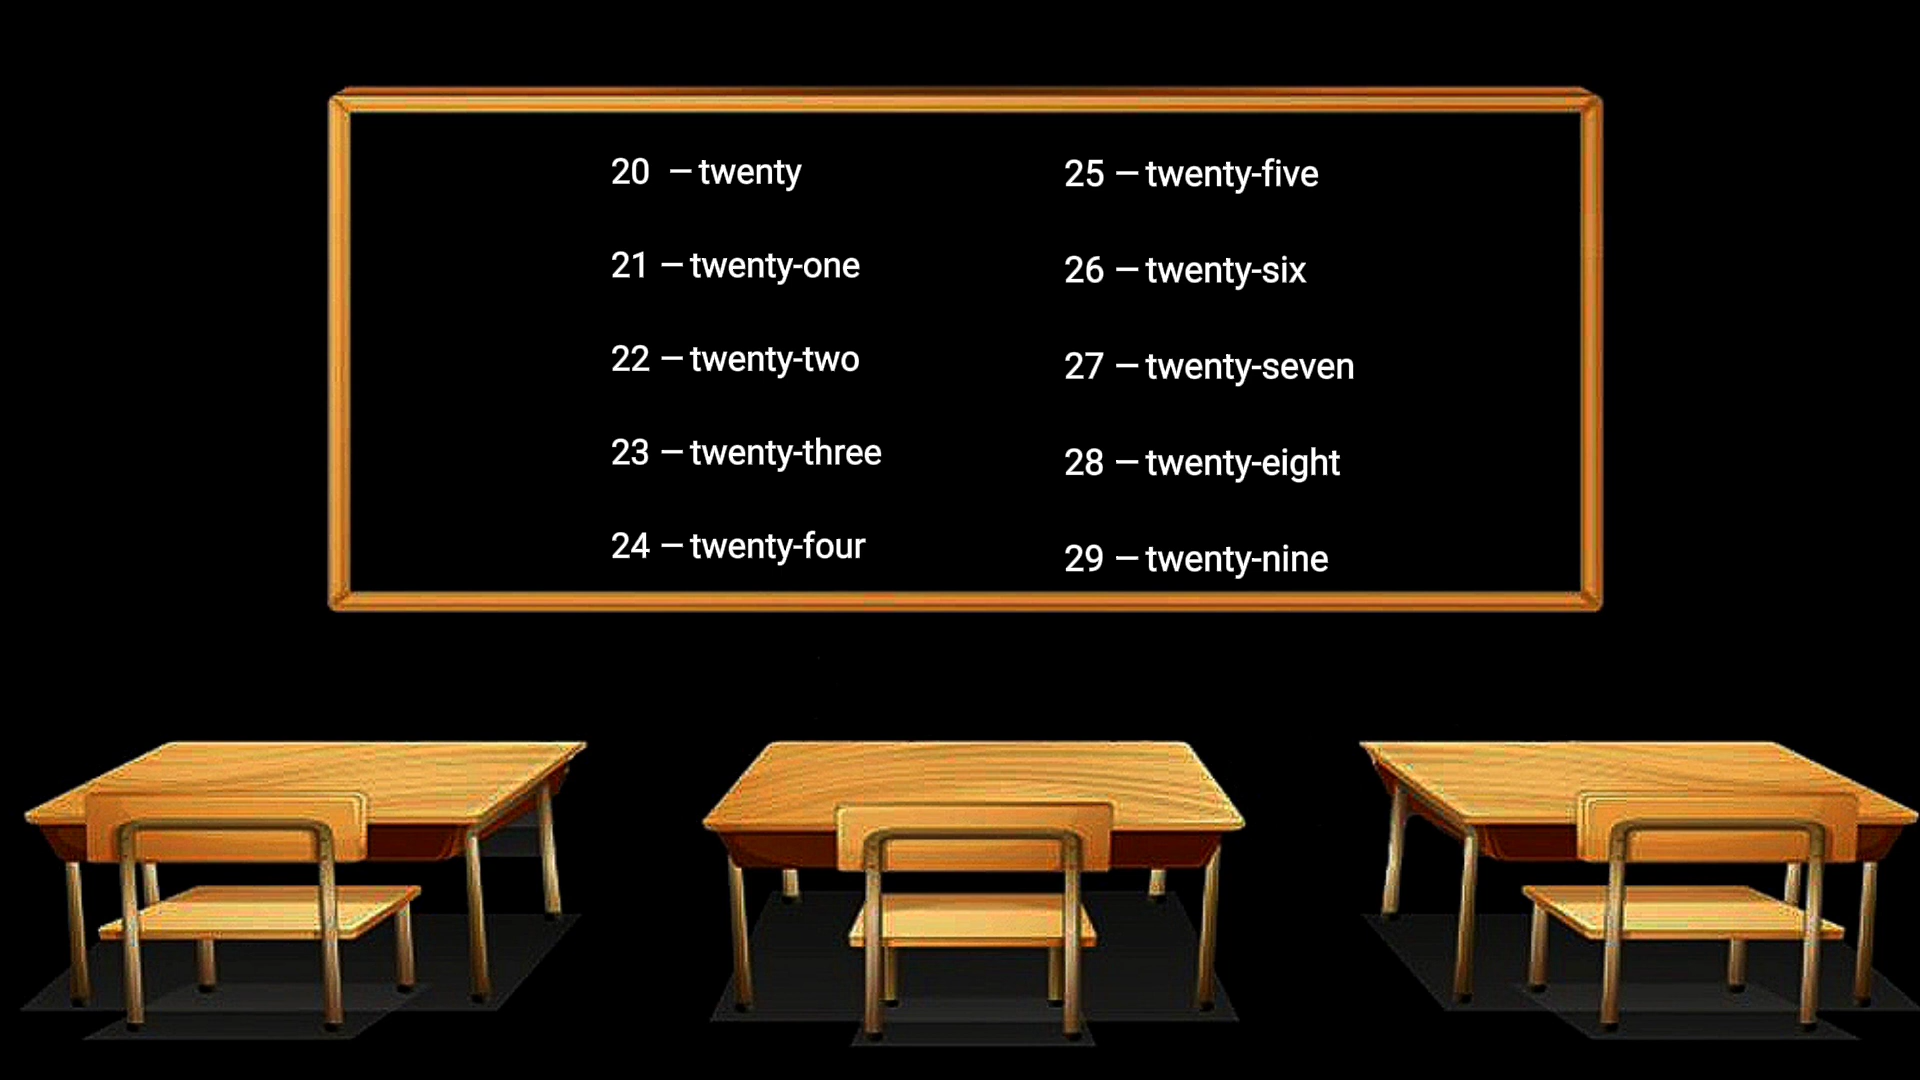 20 – twenty
21 – twenty-one
22 – twenty-two
23 – twenty-three
24 – twenty-four
25 – twenty-five
26 – twenty-six
27 – twenty-seven
28 – twenty-eight
29 – twenty-nine